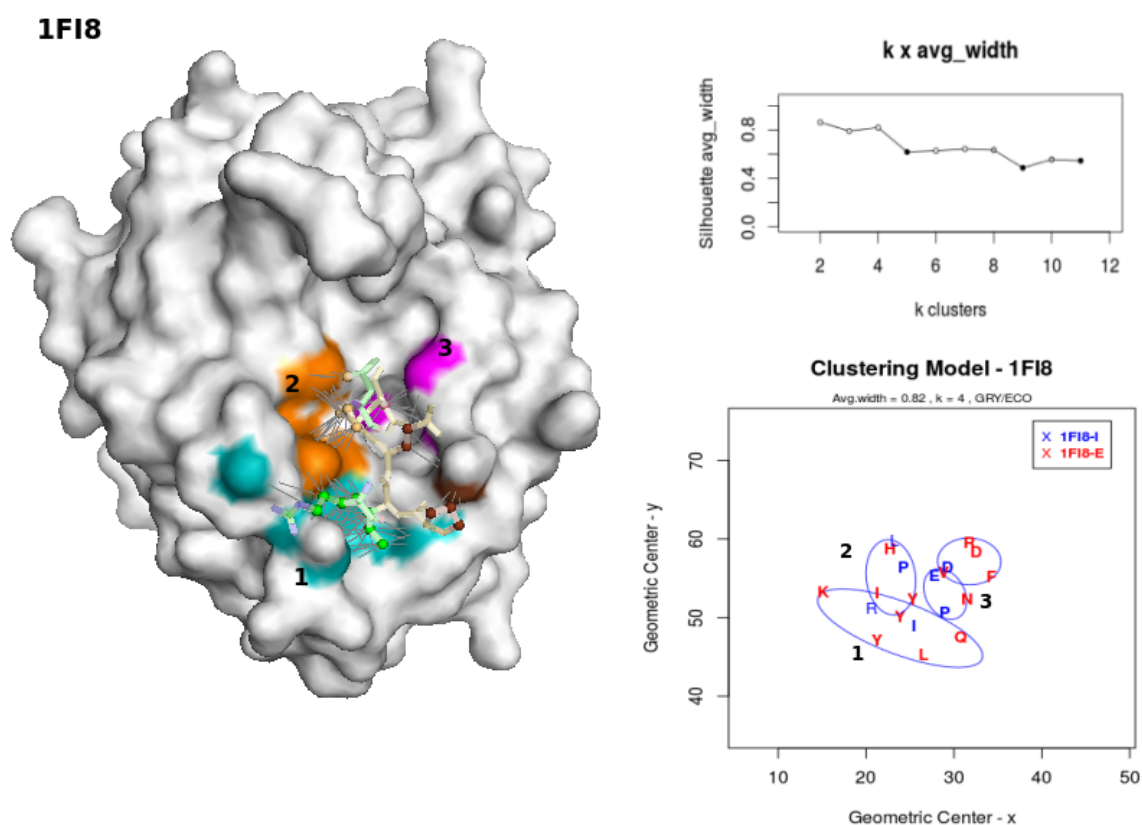 1FI8
2
3
1
k x avg_width
Silhouette avg_width
0.8
0.4
0.0
2 4 6 8 10 12
k clusters
Clustering Model - 1FI8
Avg.width = 0.82 , k = 4 , GRY/ECO
X 1FI8-I
X 1FI8-E
Geometric Center - y
70
60
50
40
2
L
H
P
R
D
D
E
F
K
I
Y
N
3
R
Y
P
I
1
Y
L
Q
10 20 30 40 50
Geometric Center - x